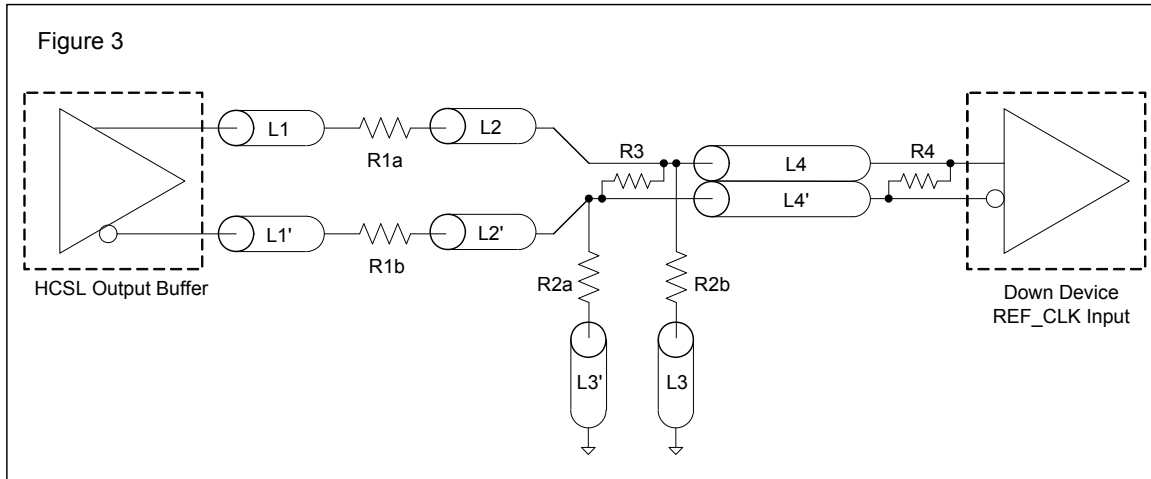 Figure 3
L1
R1a
L2
R3
L4
R4
L1'
R1b
L2'
L4'
HCSL Output Buffer
R2a
R2b
Down Device
REF_CLK Input
L3'
L3